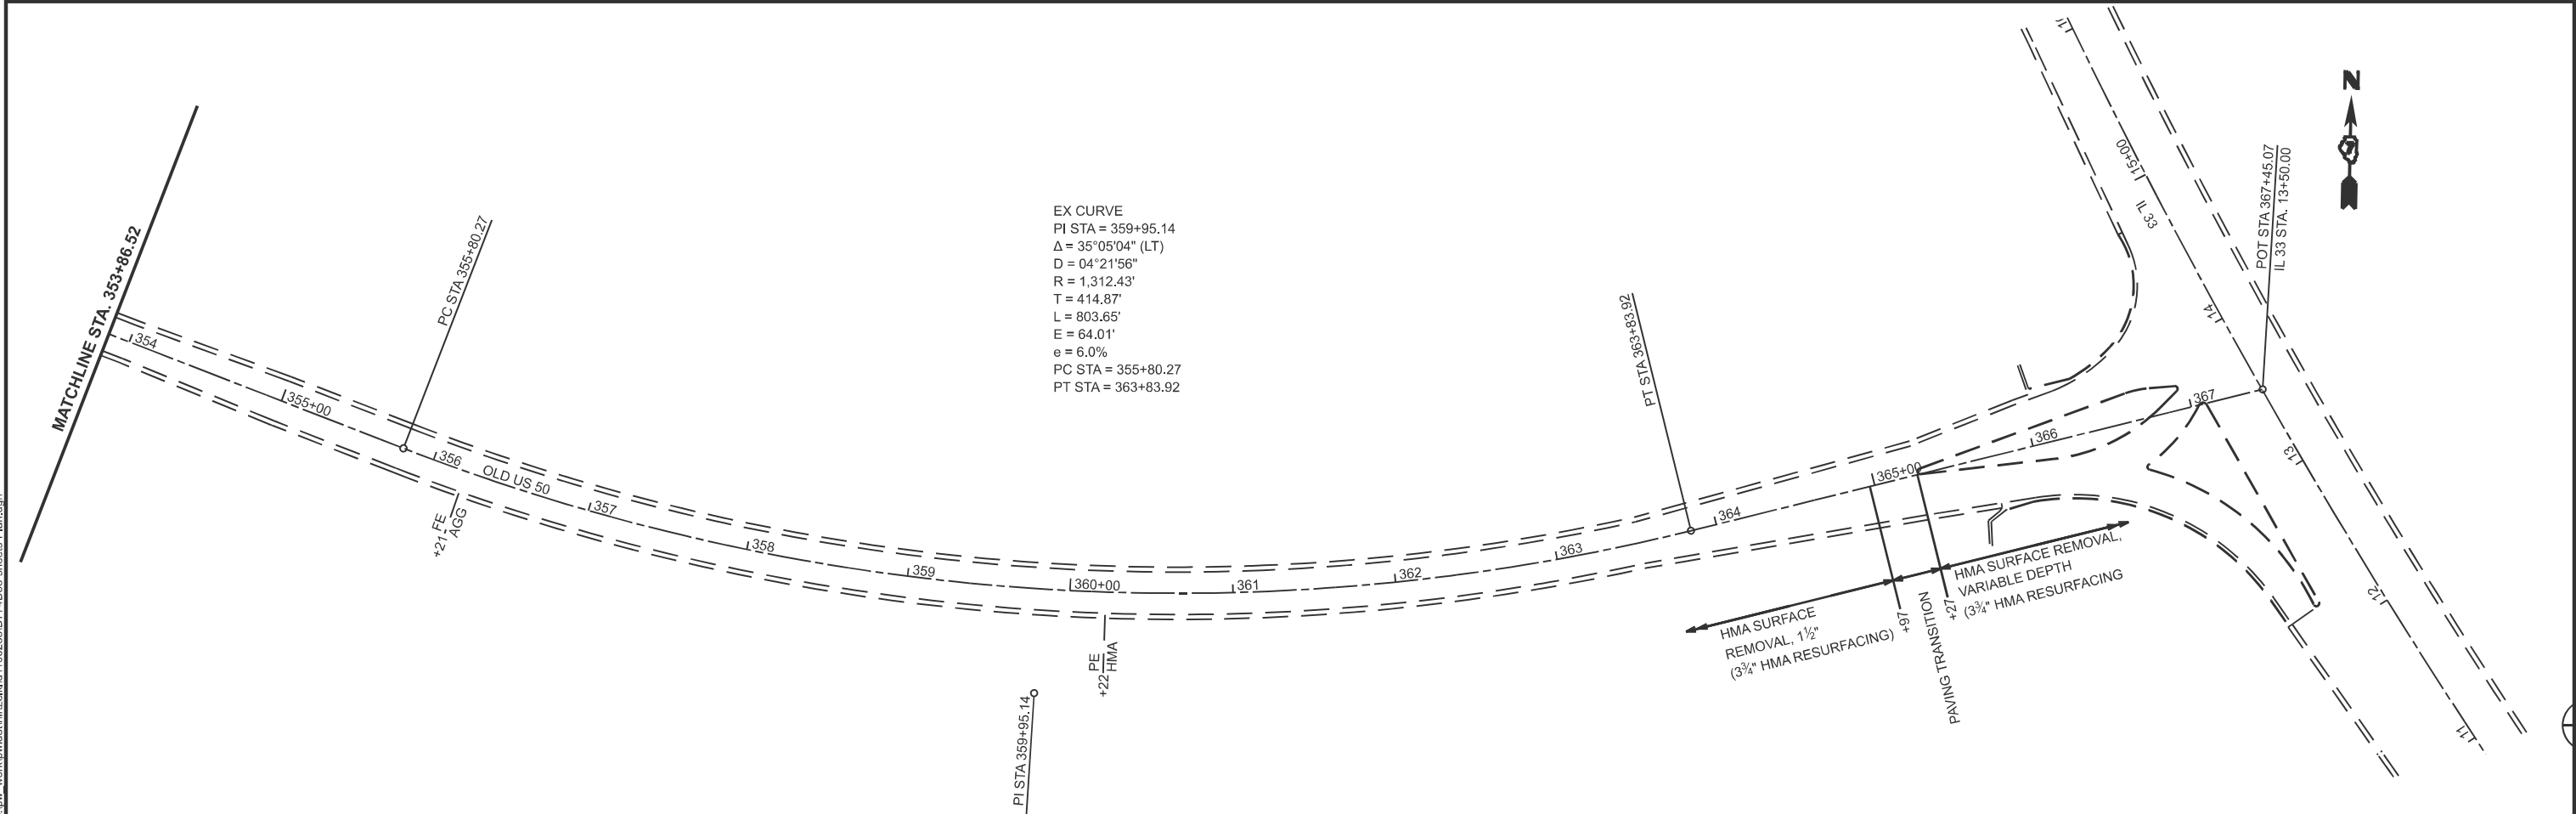 MATCHLINE STA. 353+86.52
354
355+00
PC STA 355+80.27
356
OLD US 50
+21 FE
AGG
357
358
359
360+00
361
362
363
364
365+00
366
367
EX CURVE
PI STA = 359+95.14
Δ = 35°05'04" (LT)
D = 04°21'56"
R = 1,312.43'
T = 414.87'
L = 803.65'
E = 64.01'
e = 6.0%
PC STA = 355+80.27
PT STA = 363+83.92
+22 PE
HMA
PI STA 359+95.14
PT STA 363+83.92
HMA SURFACE
REMOVAL, 1½"
(3¾" HMA RESURFACING)
+97
PAVING TRANSITION
+27
HMA SURFACE REMOVAL,
VARIABLE DEPTH
(3¾" HMA RESURFACING
15+00
IL 33
14
POT STA 367+45.07
IL 33 STA. 13+50.00
13
12
11
N